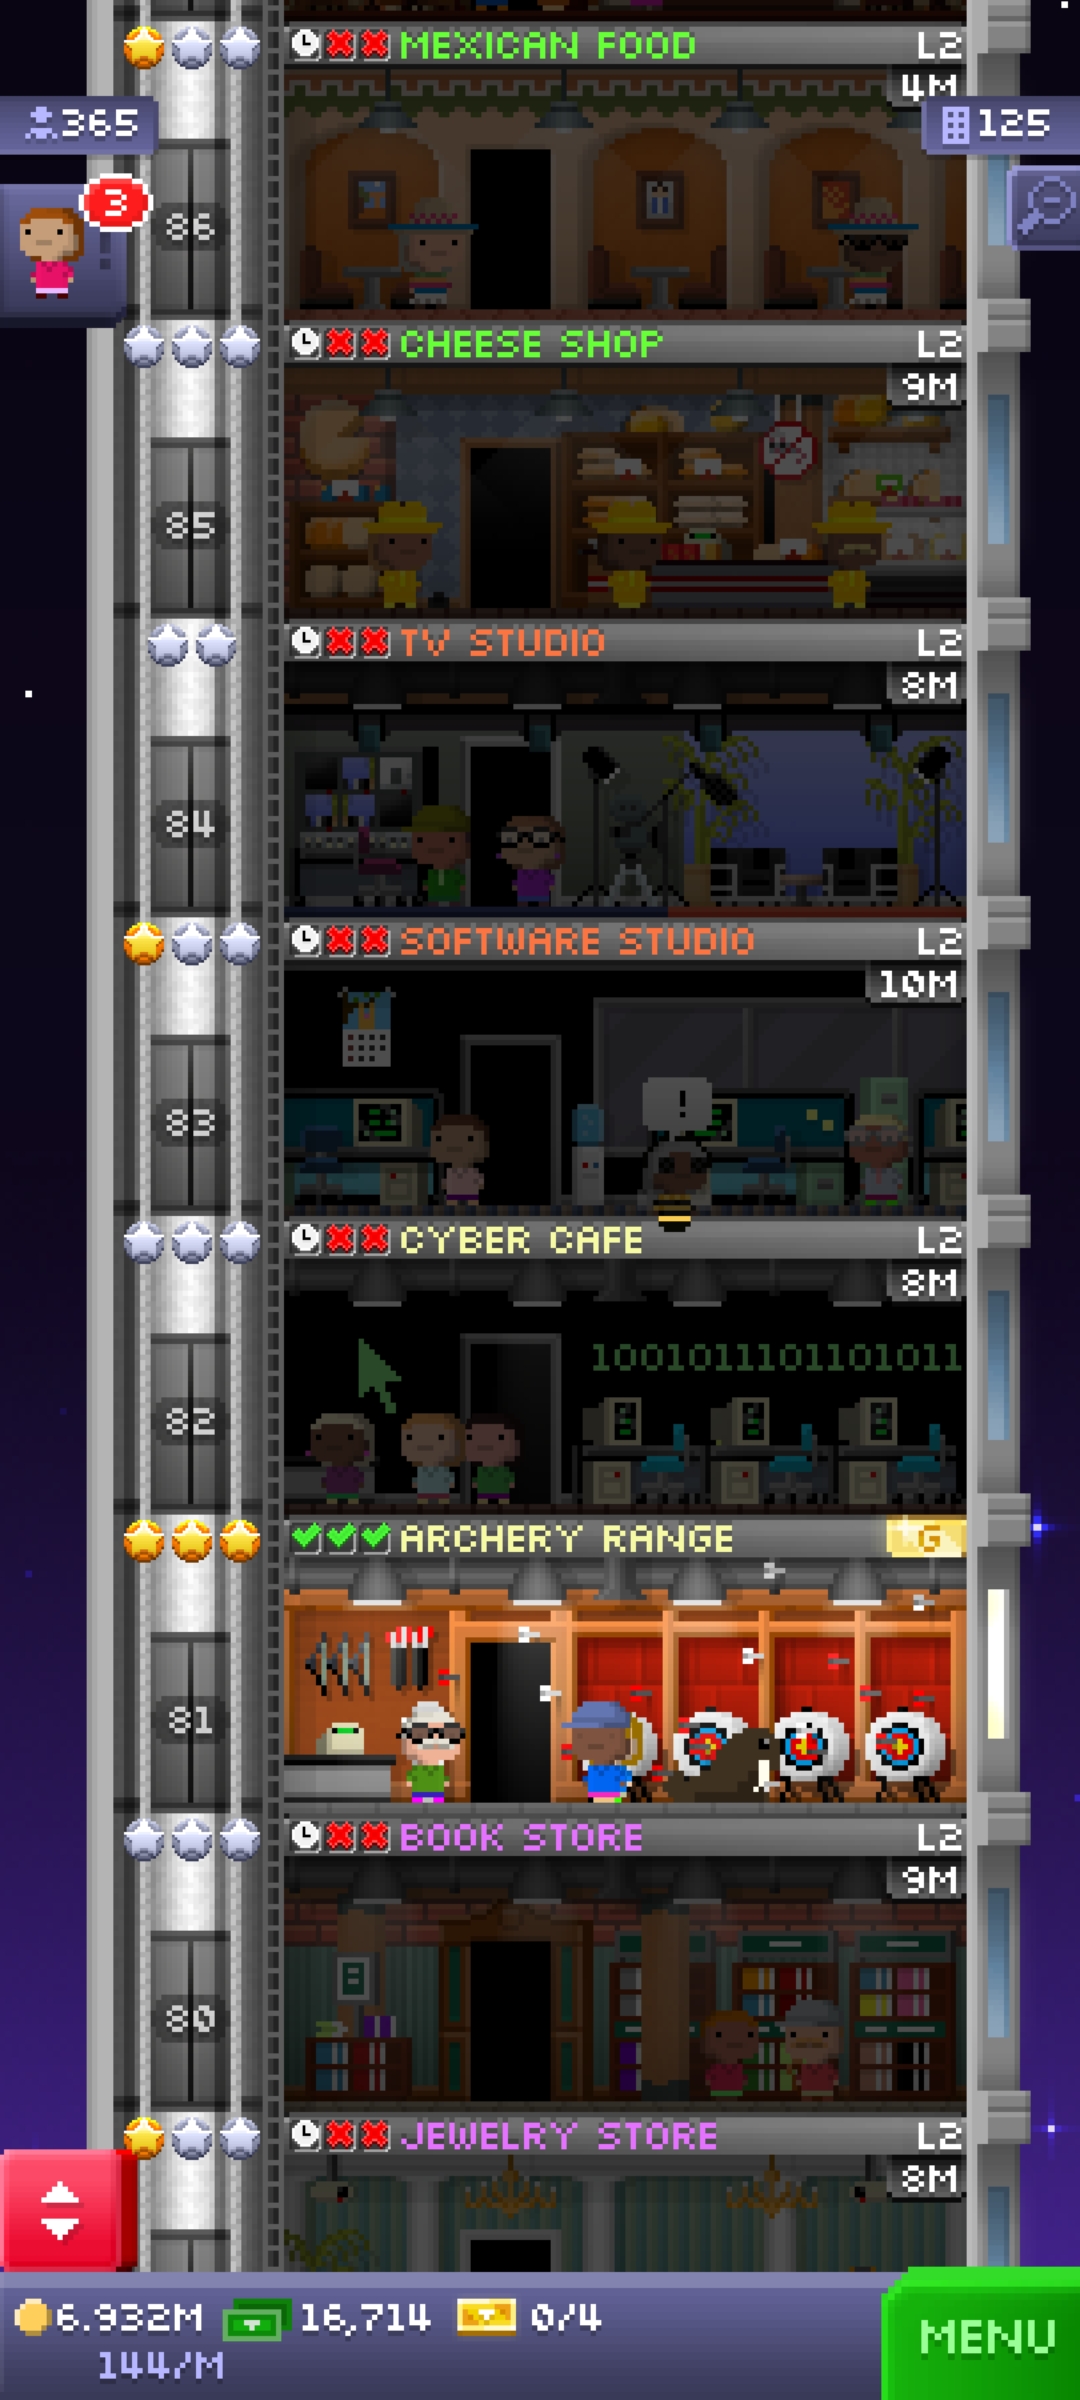 MEXICAN FOOD L2
4M
365
125
3
86
CHEESE SHOP L2
9M
85
TV STUDIO L2
8M
84
SOFTWARE STUDIO L2
10M
!
83
CYBER CAFE L2
8M
1001011101101011
82
ARCHERY RANGE G
81
BOOK STORE L2
9M
80
JEWELRY STORE L2
8M
6.932M 16,714 0/4
144/M
MENU